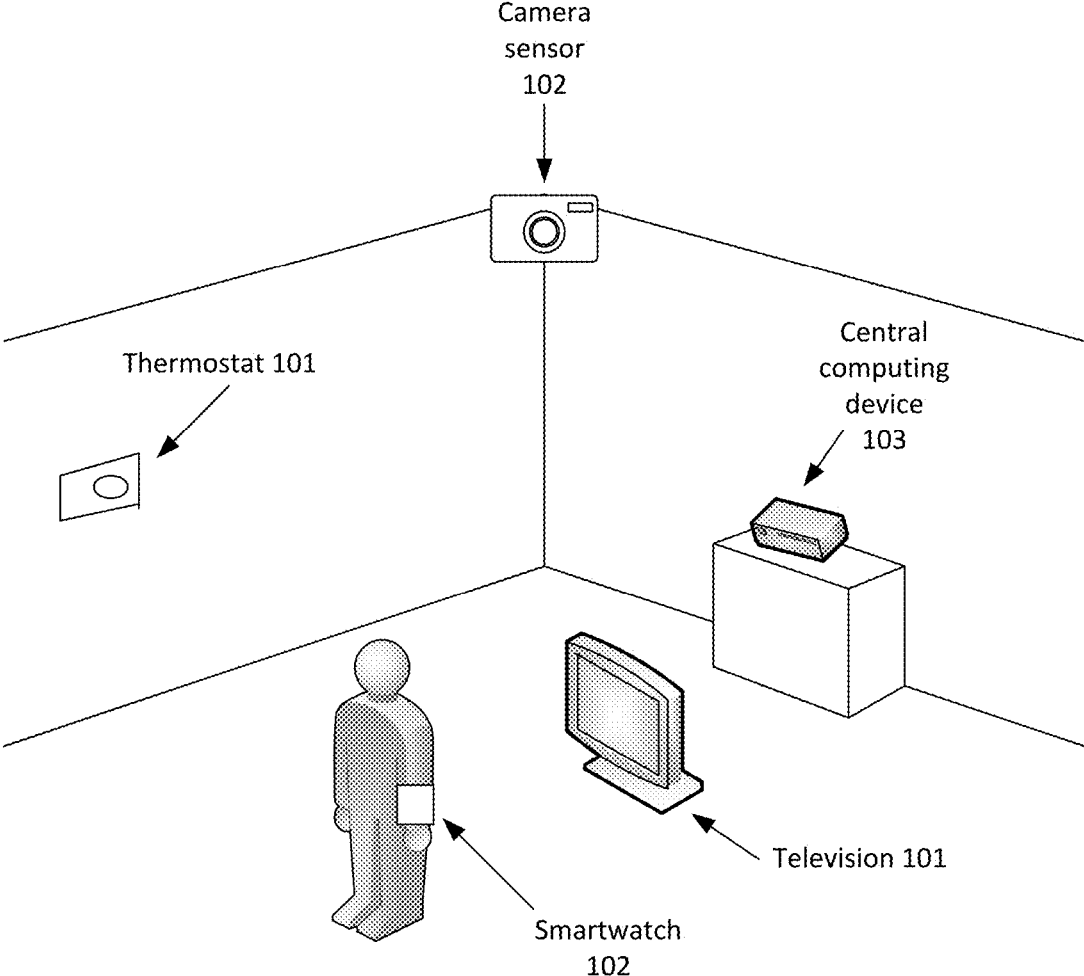 Camera
sensor
102
Thermostat 101
Central
computing
device
103
Television 101
Smartwatch
102